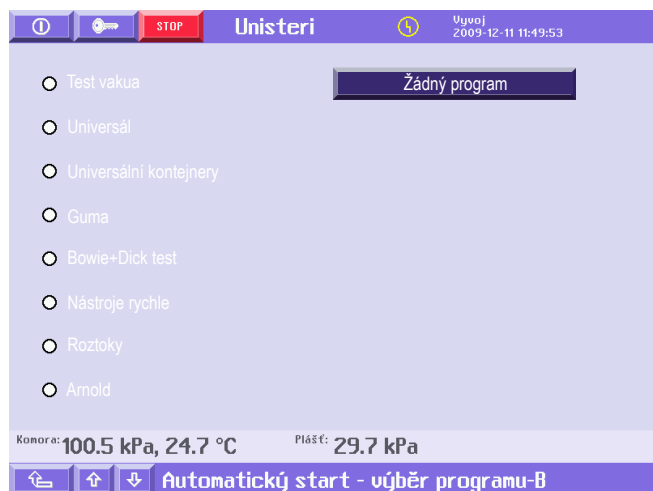 STOP
Unisteri
Vyvoj
2009-12-11 11:49:53
Test vakua
Žádný program
Universál
Universální kontejnery
Guma
Bowie+Dick test
Nástroje rychle
Roztoky
Arnold
Komora: 100.5 kPa, 24.7 °C Plášť: 29.7 kPa
Automatický start - výběr programu-B